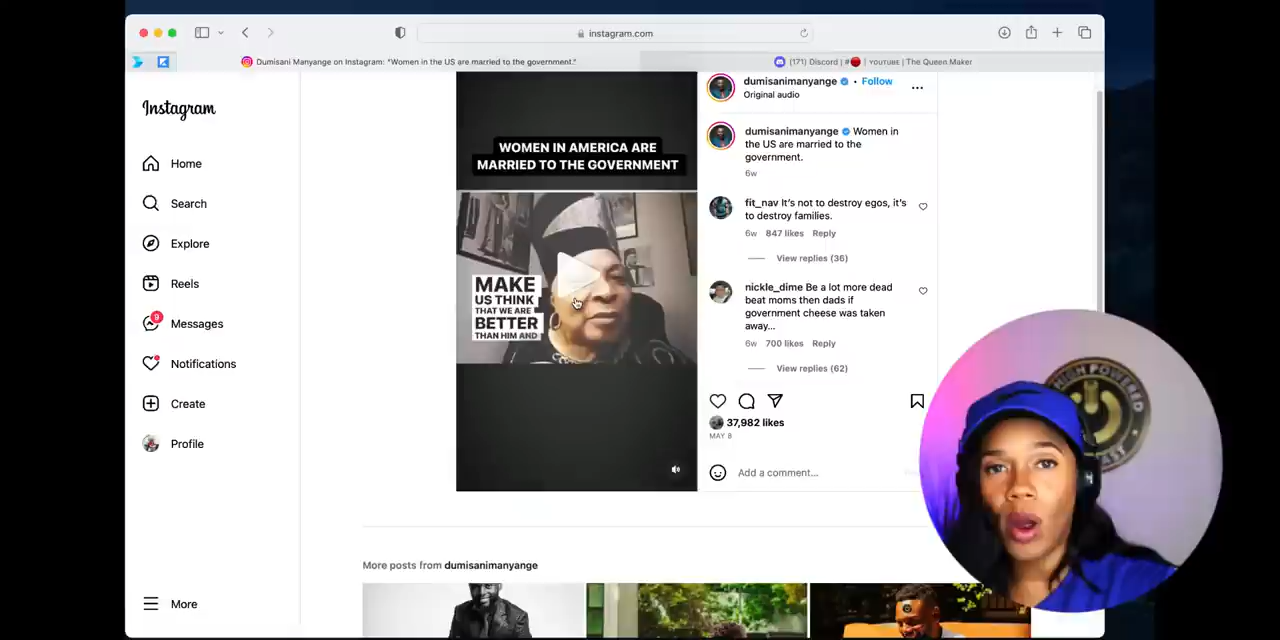 instagram.com
Dumisani Manyange on Instagram: "Women in the US are married to the government."
(171) Discord | #🔴 | YOUTUBE | The Queen Maker
Instagram
Home
Search
Explore
Reels
9
Messages
Notifications
Create
Profile
More
WOMEN IN AMERICA ARE
MARRIED TO THE GOVERNMENT
MAKE
US THINK
THAT WE ARE
BETTER
THAN HIM AND
dumisanimanyange • Follow
Original audio
dumisanimanyange Women in
the US are married to the
government.
6w
fit_nav It's not to destroy egos, it's
to destroy families.
6w 847 likes Reply
View replies (36)
nickle_dime Be a lot more dead
beat moms then dads if
government cheese was taken
away...
6w 700 likes Reply
View replies (62)
37,982 likes
MAY 8
Add a comment...
More posts from dumisanimanyange
HIGH POWERED